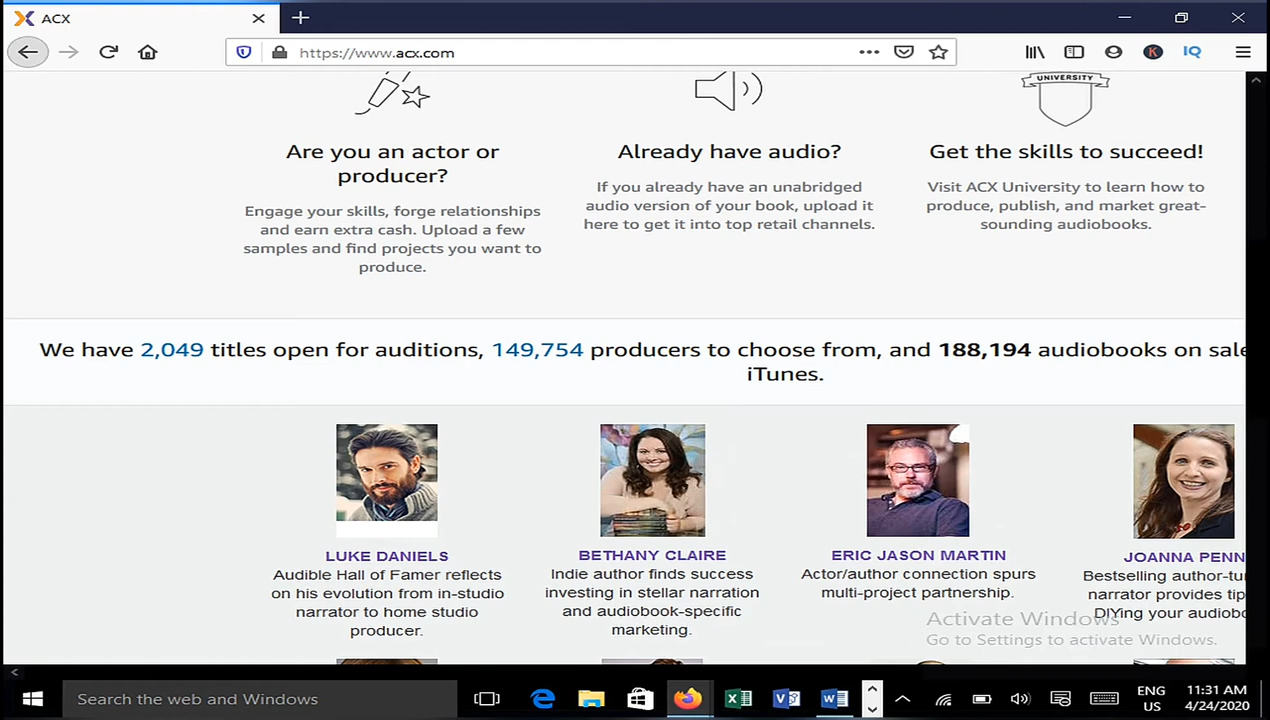 ACX
https://www.acx.com
IQ
UNIVERSITY
Are you an actor or
producer?
Engage your skills, forge relationships
and earn extra cash. Upload a few
samples and find projects you want to
produce.
Already have audio?
If you already have an unabridged
audio version of your book, upload it
here to get it into top retail channels.
Get the skills to succeed!
Visit ACX University to learn how to
produce, publish, and market great-
sounding audiobooks.
We have 2,049 titles open for auditions, 149,754 producers to choose from, and 188,194 audiobooks on sale
iTunes.
LUKE DANIELS
Audible Hall of Famer reflects
on his evolution from in-studio
narrator to home studio
producer.
BETHANY CLAIRE
Indie author finds success
investing in stellar narration
and audiobook-specific
marketing.
ERIC JASON MARTIN
Actor/author connection spurs
multi-project partnership.
JOANNA PENN
Bestselling author-tu
narrator provides tip
DIYing your audiobo
Activate Windows
Go to Settings to activate Windows.
Search the web and Windows
ENG
US
11:31 AM
4/24/2020